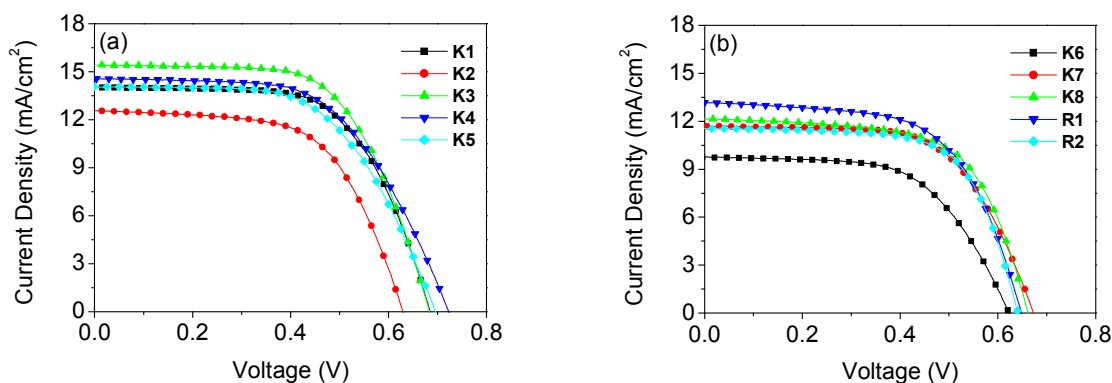 (a)
K1
K2
K3
K4
K5
18
15
12
9
6
3
0
0.0 0.2 0.4 0.6 0.8
Current Density (mA/cm²)
Voltage (V)
(b)
K6
K7
K8
R1
R2
18
15
12
9
6
3
0
0.0 0.2 0.4 0.6 0.8
Current Density (mA/cm²)
Voltage (V)